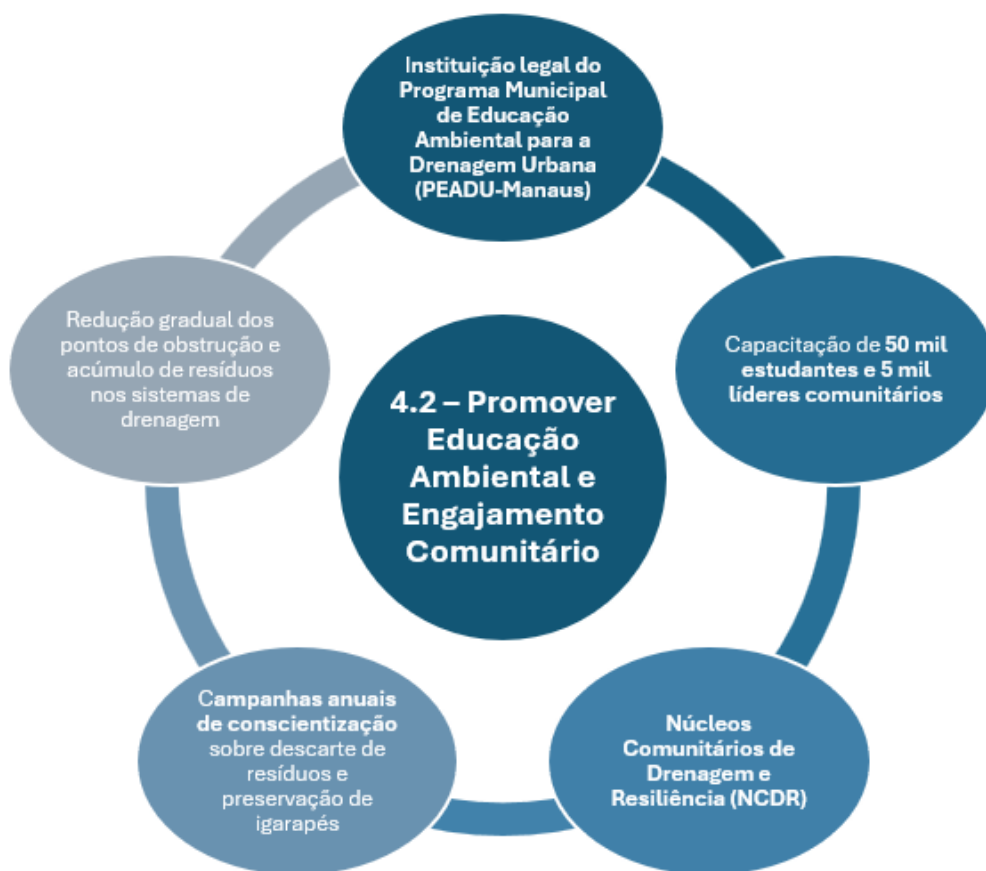 Instituição legal do
Programa Municipal
de Educação
Ambiental para a
Drenagem Urbana
(PEADU-Manaus)
Capacitação de 50 mil
estudantes e 5 mil
líderes comunitários
Núcleos
Comunitários de
Drenagem e
Resiliência (NCDR)
Campanhas anuais
de conscientização
sobre descarte de
resíduos e
preservação de
igarapés
Redução gradual dos
pontos de obstrução e
acúmulo de resíduos
nos sistemas de
drenagem
4.2 – Promover
Educação
Ambiental e
Engajamento
Comunitário